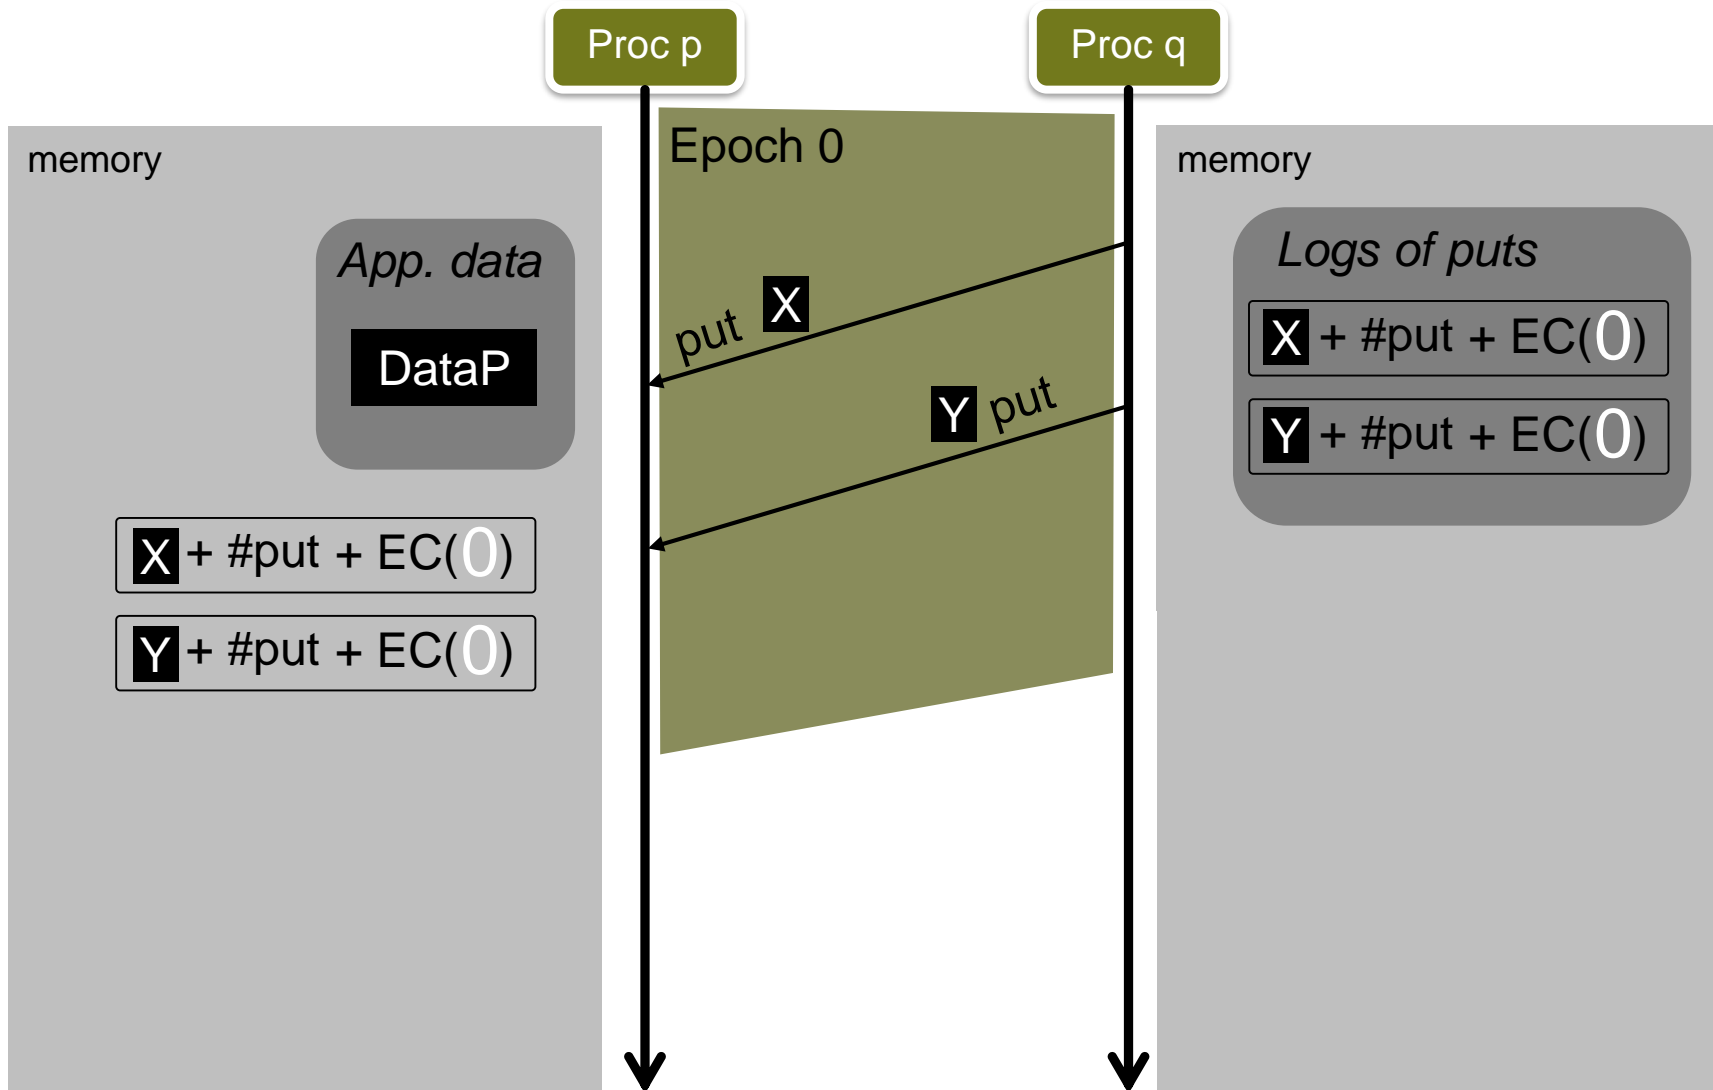 Proc p
Proc q
memory
Epoch 0
memory
App. data
DataP
put X
Y put
Logs of puts
X + #put + EC(0)
Y + #put + EC(0)
X + #put + EC(0)
Y + #put + EC(0)